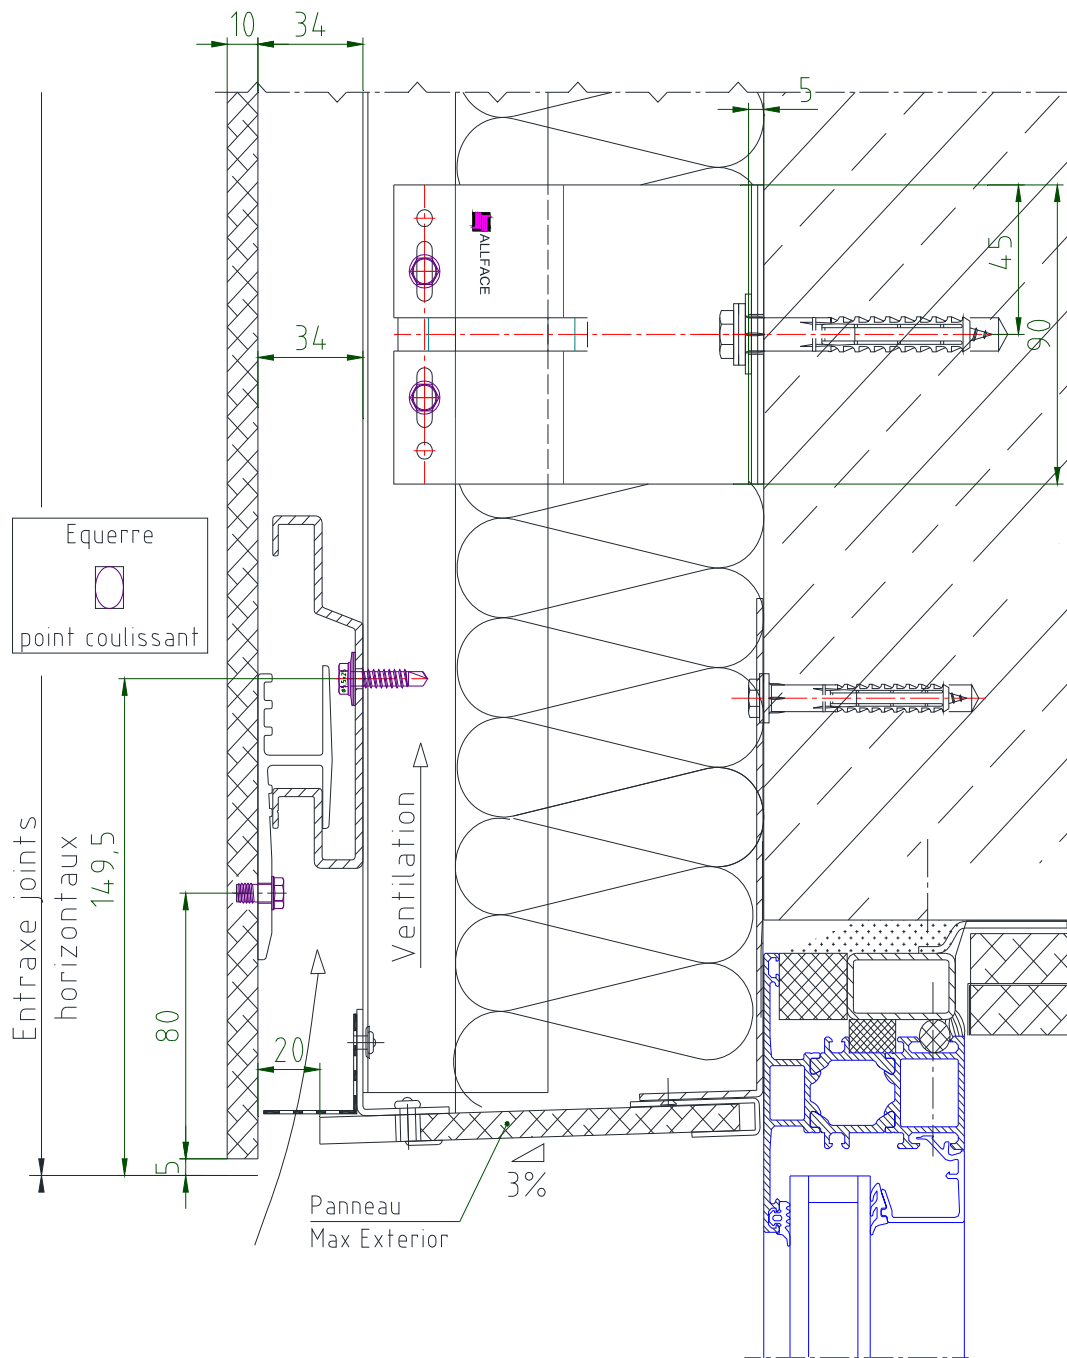 10
34
5
ALLFACE
45
90
34
Equerre
point coulissant
Entraxe joints
horizontaux
149,5
Ventilation
80
20
5
3%
Panneau
Max Exterior